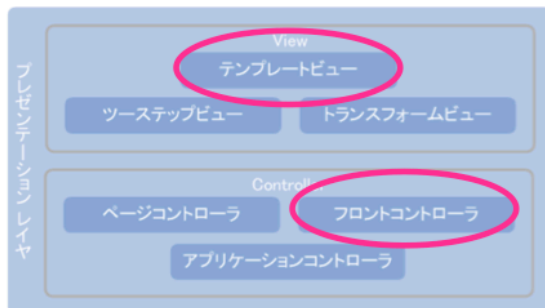 プレゼンテーション レイヤ
View
テンプレートビュー
ツーステップビュー
トランスフォームビュー
Controller
ページコントローラ
フロントコントローラ
アプリケーションコントローラ